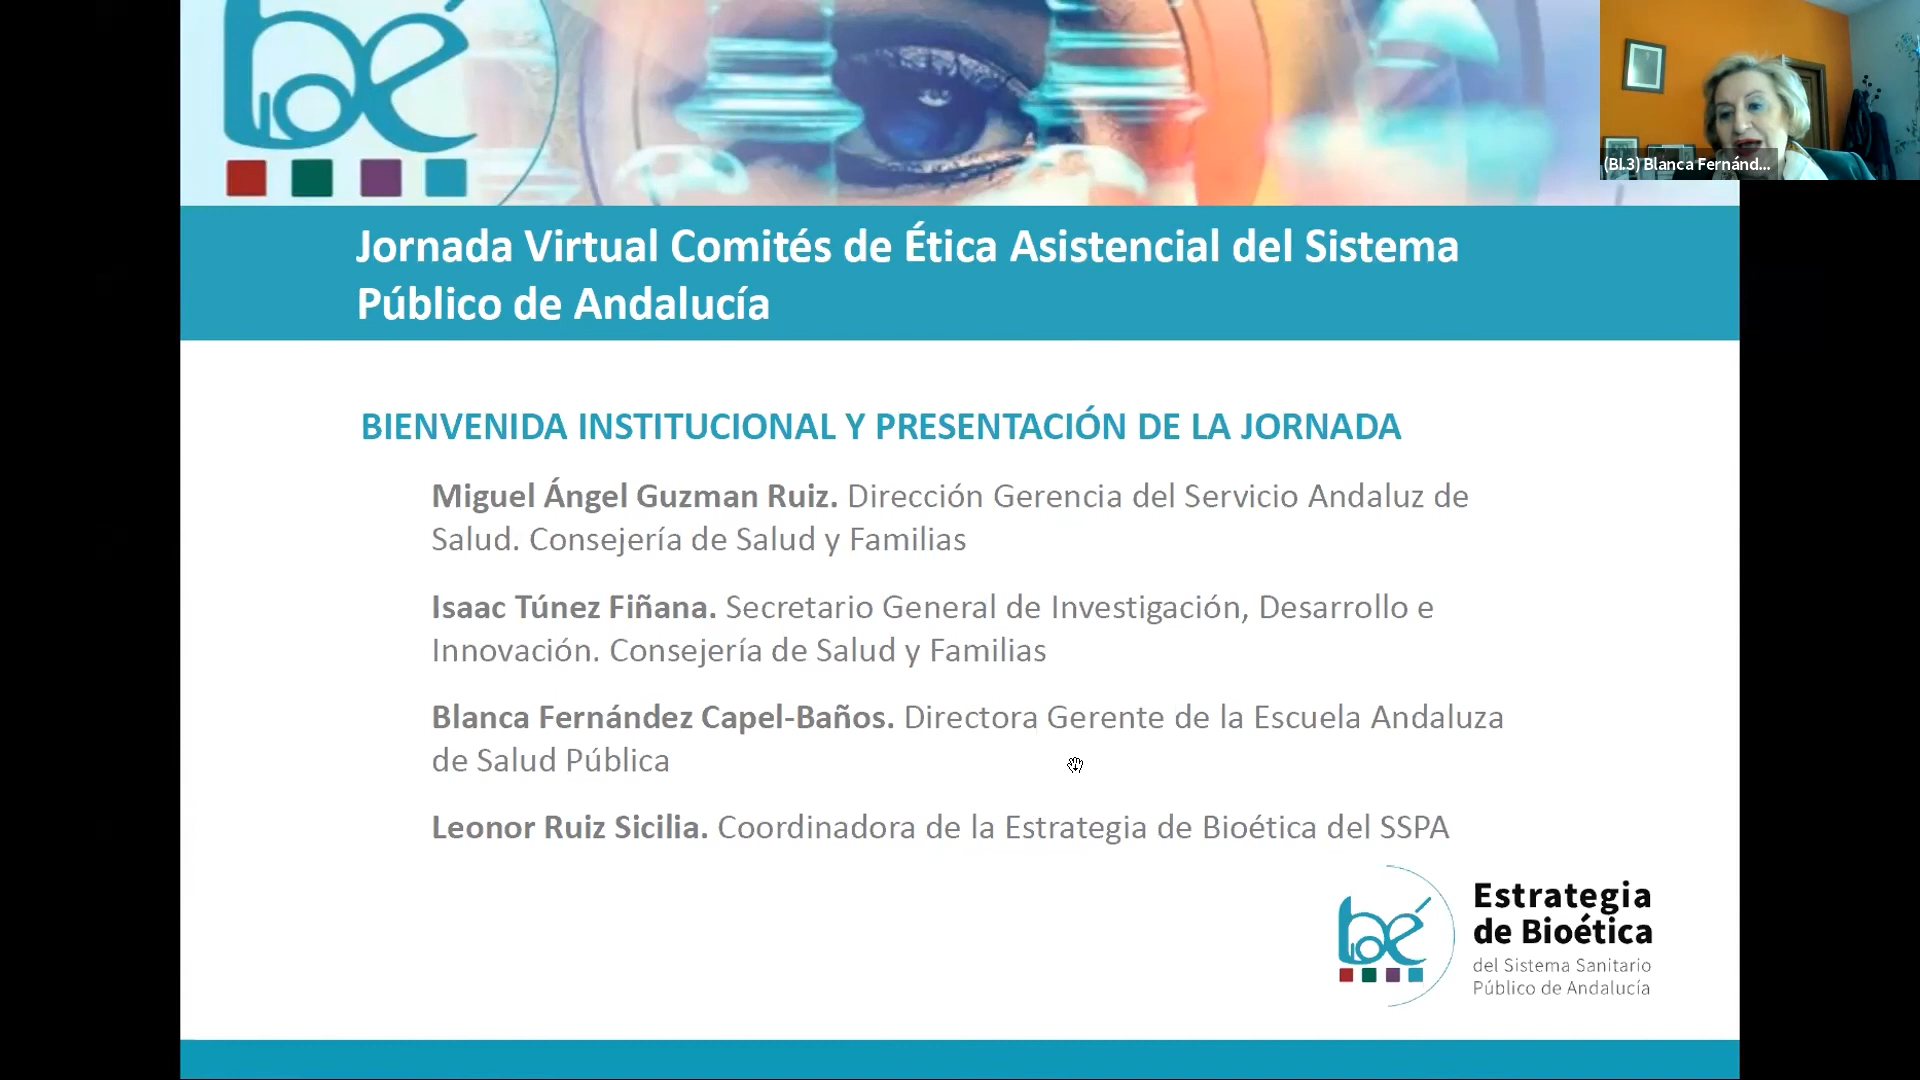 bioé
(BL3) Blanca Fernánd...
Jornada Virtual Comités de Ética Asistencial del Sistema
Público de Andalucía
BIENVENIDA INSTITUCIONAL Y PRESENTACIÓN DE LA JORNADA
Miguel Ángel Guzman Ruiz. Dirección Gerencia del Servicio Andaluz de
Salud. Consejería de Salud y Familias
Isaac Túnez Fiñana. Secretario General de Investigación, Desarrollo e
Innovación. Consejería de Salud y Familias
Blanca Fernández Capel-Baños. Directora Gerente de la Escuela Andaluza
de Salud Pública
Leonor Ruiz Sicilia. Coordinadora de la Estrategia de Bioética del SSPA
bioé
Estrategia
de Bioética
del Sistema Sanitario
Público de Andalucía